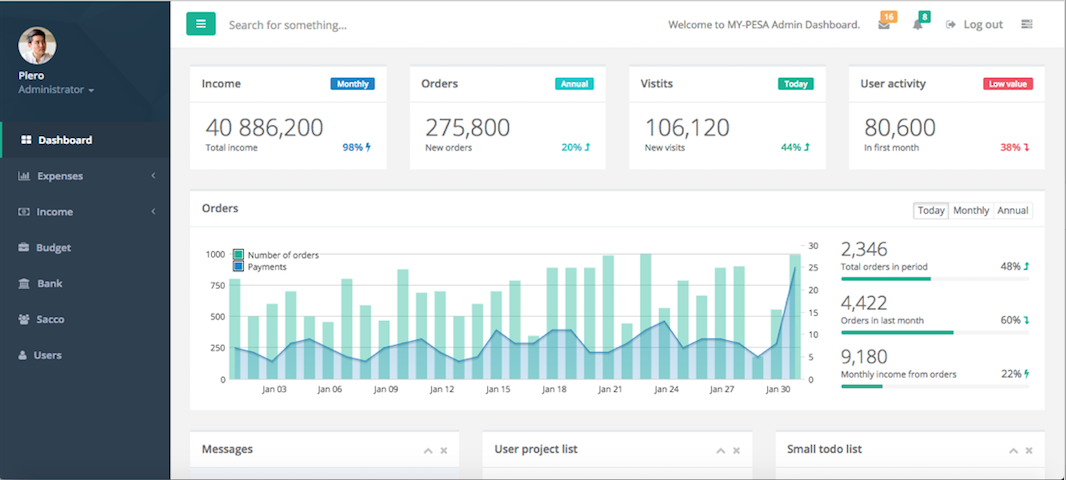 Search for something...
Welcome to MY-PESA Admin Dashboard.
16
8
Log out
Piero
Administrator
Dashboard
Expenses
Income
Budget
Bank
Sacco
Users
Income
Monthly
40 886,200
Total income
98%
Orders
Annual
275,800
New orders
20%
Vistits
Today
106,120
New visits
44%
User activity
Low value
80,600
In first month
38%
Orders
Today Monthly Annual
Number of orders
Payments
1000
750
500
250
0
30
25
20
15
10
5
0
Jan 03 Jan 06 Jan 09 Jan 12 Jan 15 Jan 18 Jan 21 Jan 24 Jan 27 Jan 30
2,346
Total orders in period 48%
4,422
Orders in last month 60%
9,180
Monthly income from orders 22%
Messages
User project list
Small todo list